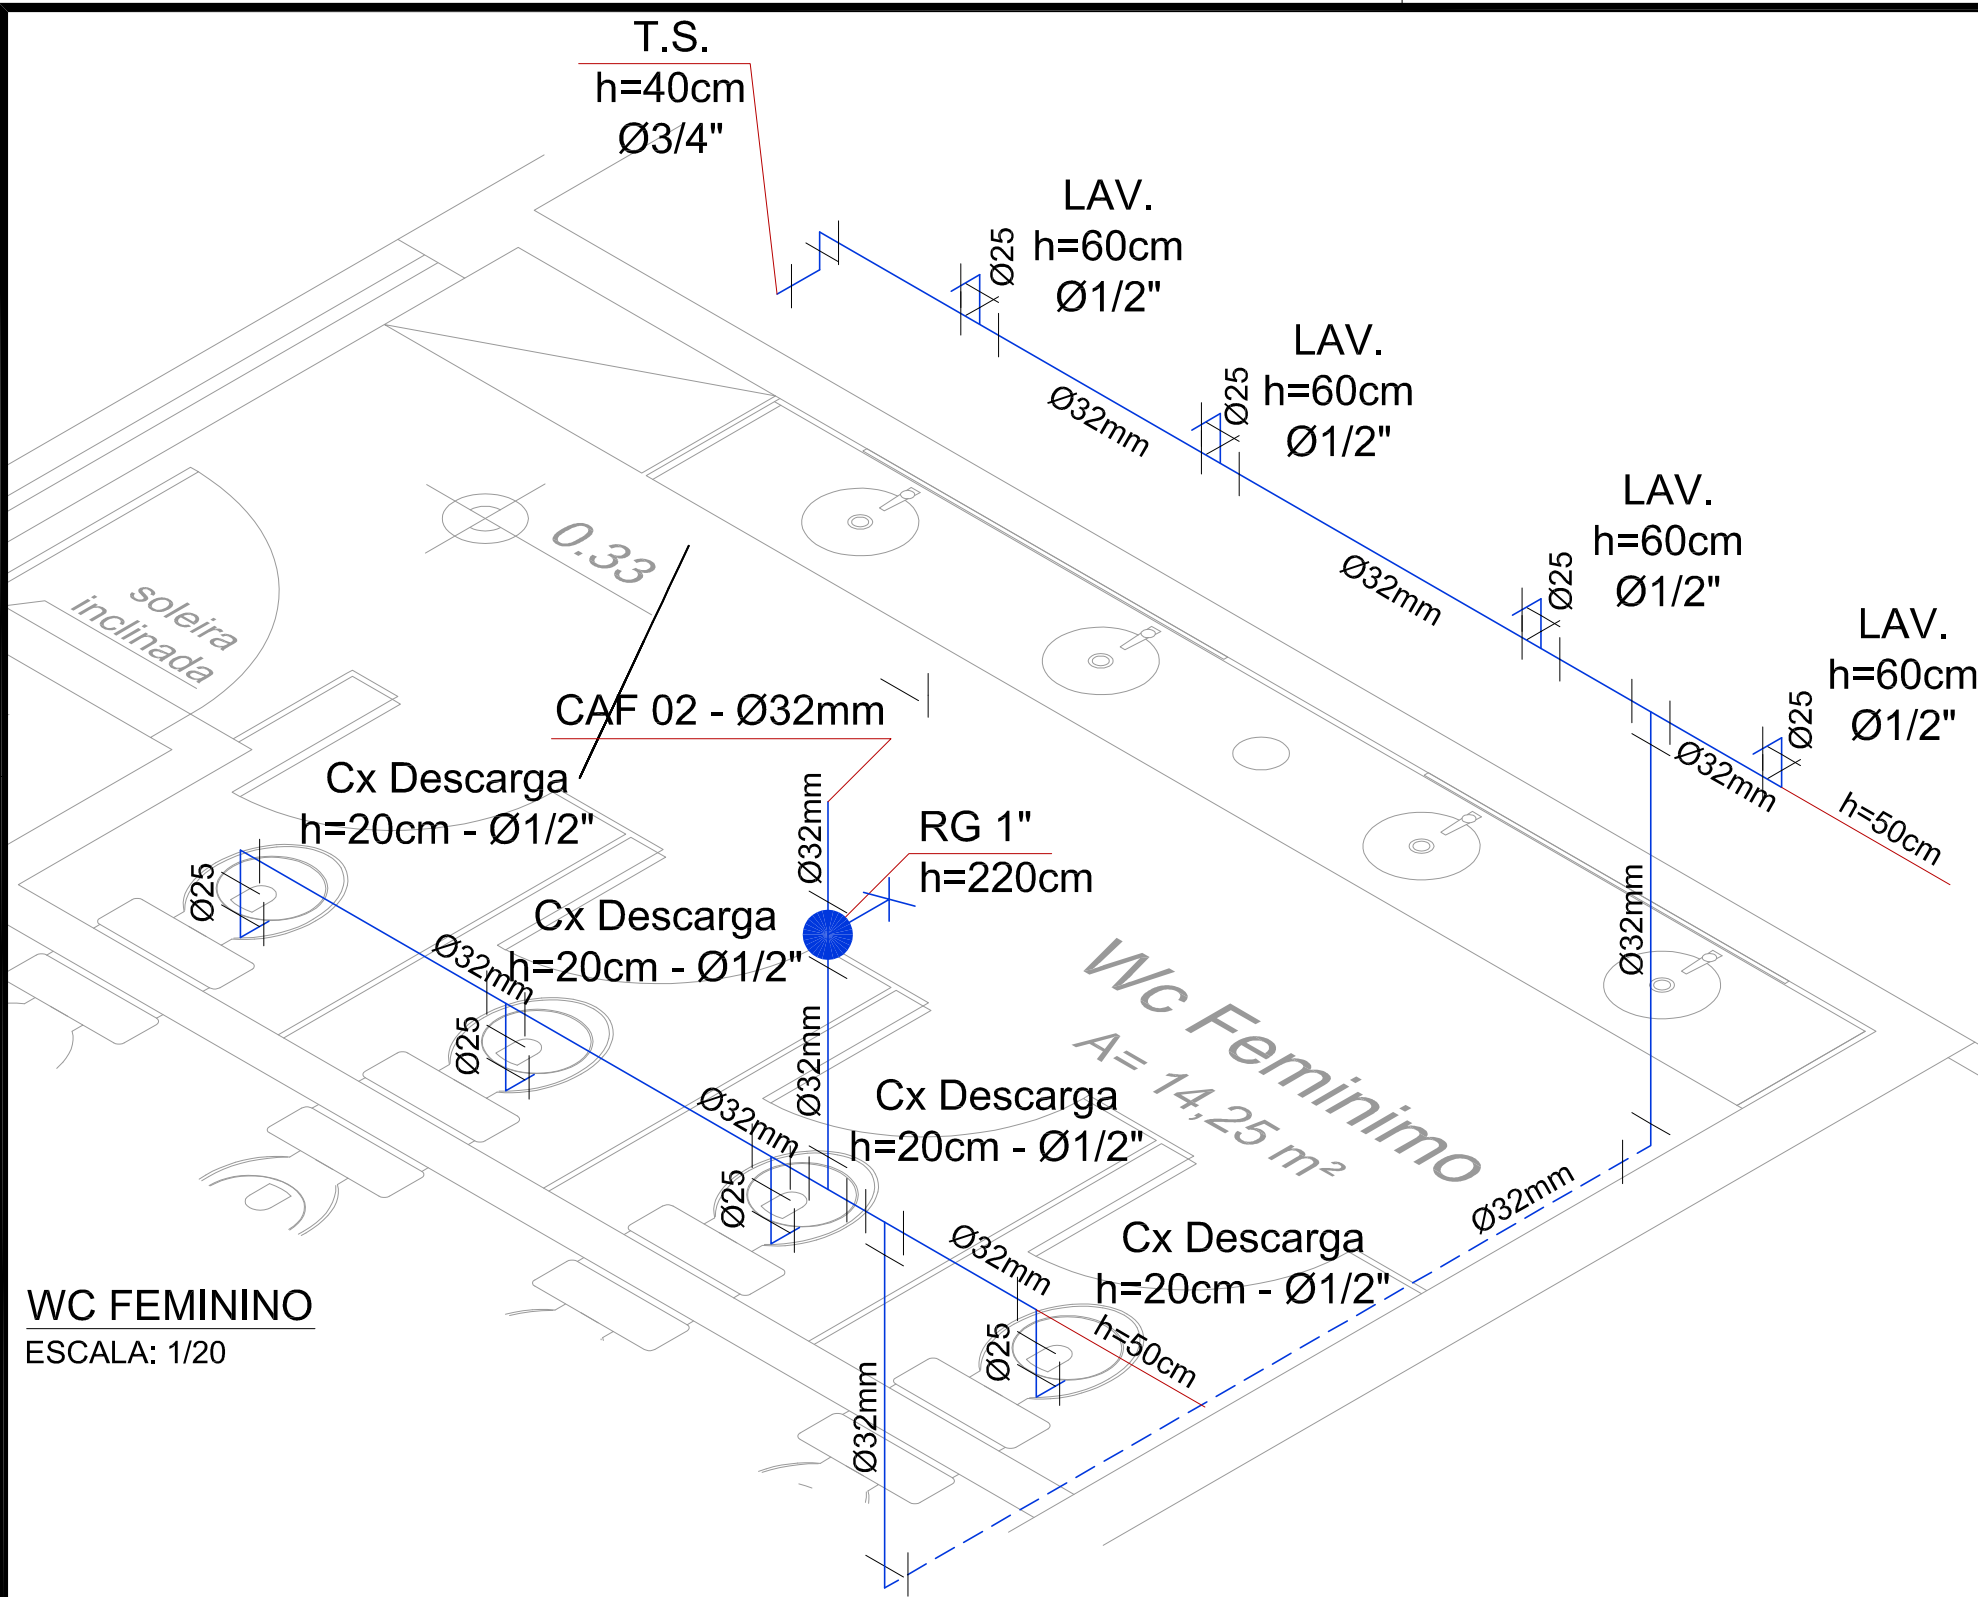 T.S.
h=40cm
Ø3/4"
LAV.
h=60cm
Ø1/2"
Ø25
LAV.
h=60cm
Ø1/2"
Ø25
Ø32mm
LAV.
h=60cm
Ø1/2"
Ø25
Ø32mm
LAV.
h=60cm
Ø1/2"
Ø25
Ø32mm
h=50cm
0.33
soleira
inclinada
CAF 02 - Ø32mm
Ø32mm
RG 1"
h=220cm
Cx Descarga
h=20cm - Ø1/2"
Ø25
Cx Descarga
h=20cm - Ø1/2"
Ø32mm
Ø25
Ø32mm
Ø32mm
Wc Feminimo
A= 14,25 m²
Cx Descarga
h=20cm - Ø1/2"
Ø32mm
Ø25
Ø32mm
Cx Descarga
h=20cm - Ø1/2"
Ø32mm
Ø25
h=50cm
Ø32mm
WC FEMININO
ESCALA: 1/20